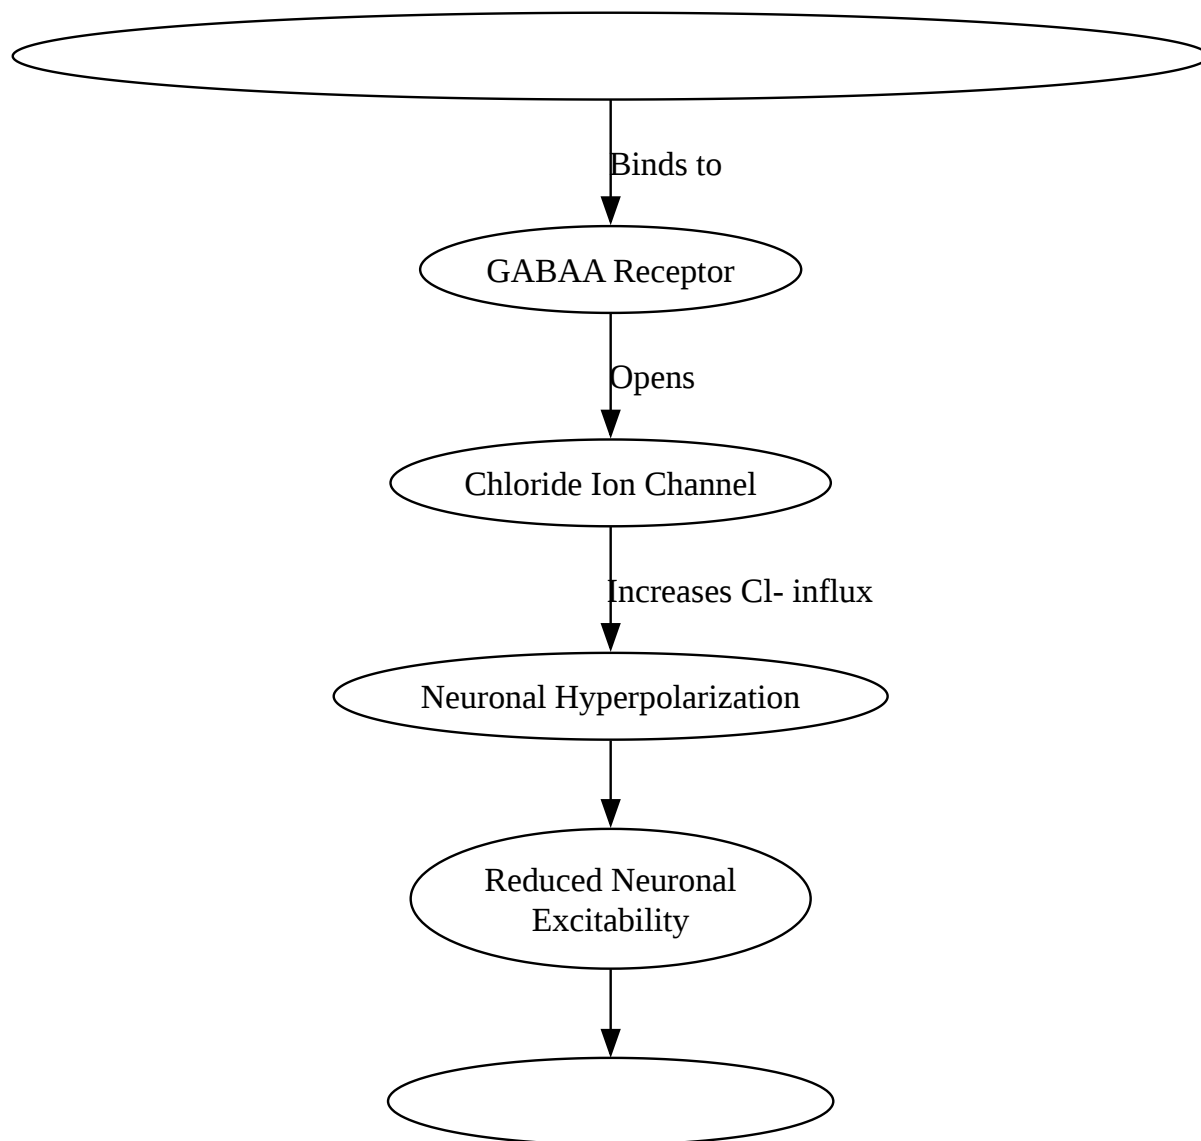 Binds to
GABAA Receptor
Opens
Chloride Ion Channel
Increases Cl- influx
Neuronal Hyperpolarization
Reduced Neuronal
Excitability